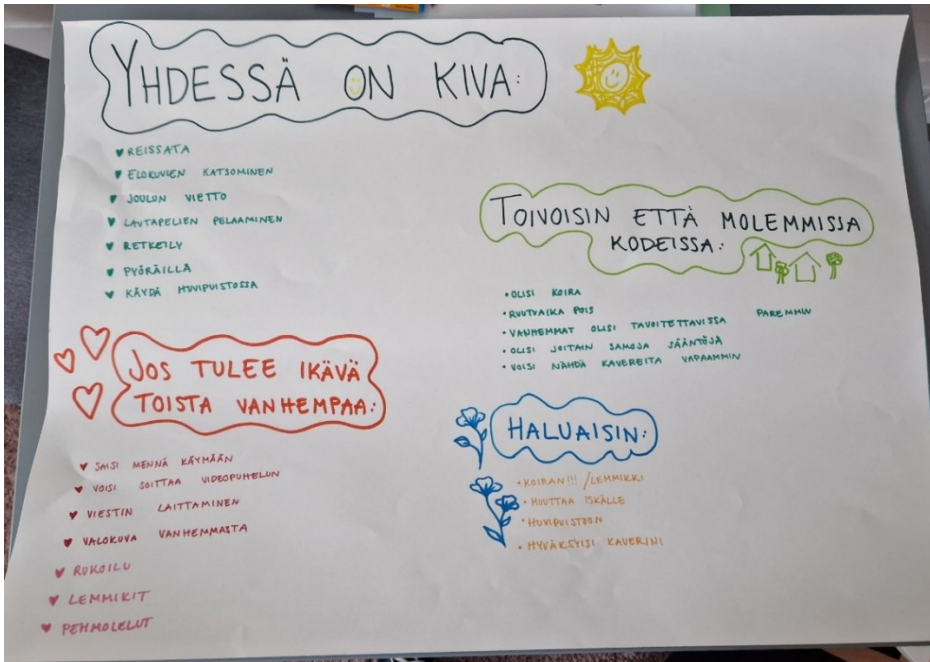 YHDESSÄ ON KIVA:
♥ REISSATA
♥ ELOKUVIEN KATSOMINEN
♥ JOULUN VIETTO
♥ LAUTAPELIEN PELAAMINEN
♥ RETKEILY
♥ PYÖRÄILLÄ
♥ KÄYDÄ HUVIPUISTOSSA
JOS TULEE IKÄVÄ
TOISTA VANHEMPAA:
♥ SAISI MENNÄ KÄYMÄÄN
♥ VOISI SOITTAA VIDEOPUHELUN
♥ VIESTIN LAITTAMINEN
♥ VALOKUVA VANHEMMASTA
♥ RUKOILU
♥ LEMMIKIT
♥ PEHMOLELUT
TOIVOISIN ETTÄ MOLEMMISSA
KODEISSA:
• OLISI KOIRA
• RUUTUAIKA POIS
• VANHEMMAT OLISI TAVOITETTAVISSA PAREMMIN
• OLISI JOITAIN SAMOJA SÄÄNTÖJÄ
• VOISI NÄHDÄ KAVEREITA VAPAAMMIN
HALUAISIN:
• KOIRAN!!! /LEMMIKKI
• MUUTTAA ISKÄLLE
• HUVIPUISTOON
• HYVÄKSYISI KAVERINI